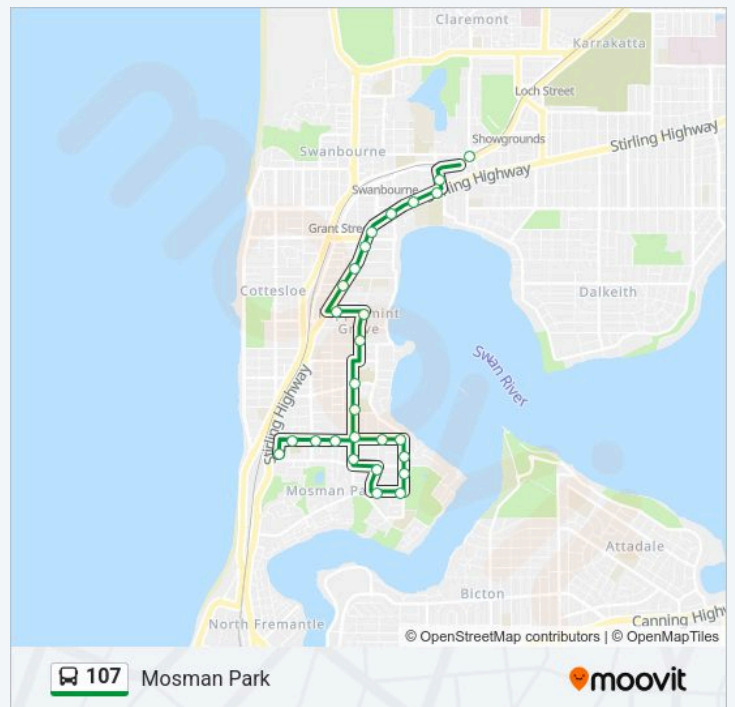 Claremont
Karrakatta
Loch Street
Showgrounds
Stirling Highway
Swanbourne
Swanbourne
ling Highway
Grant Stre
Cottesloe
Dalkeith
mint
G
Swan River
Stirling Highway
Mosman Pa
Attadale
Bicton
Canning High
North Fremantle
© OpenStreetMap contributors | © OpenMapTiles
107 Mosman Park
moovit